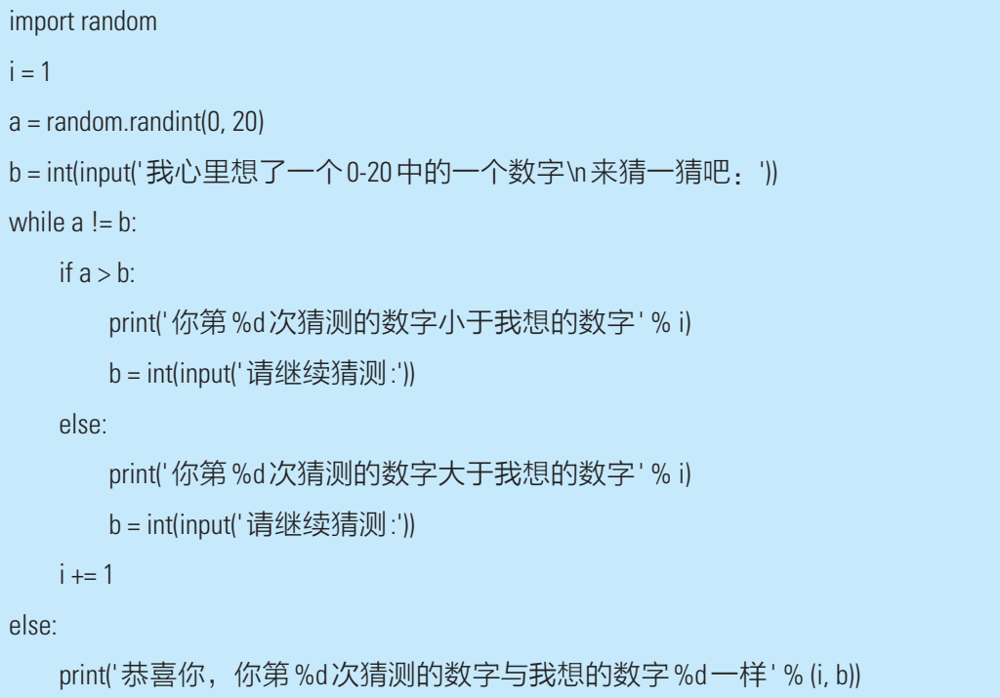 import random
i = 1
a = random.randint(0, 20)
b = int(input('我心里想了一个0-20中的一个数字\n来猜一猜吧：'))
while a != b:
    if a > b:
        print('你第%d次猜测的数字小于我想的数字' % i)
        b = int(input('请继续猜测:'))
    else:
        print('你第%d次猜测的数字大于我想的数字' % i)
        b = int(input('请继续猜测:'))
    i += 1
else:
    print('恭喜你，你第%d次猜测的数字与我想的数字%d一样' % (i, b))